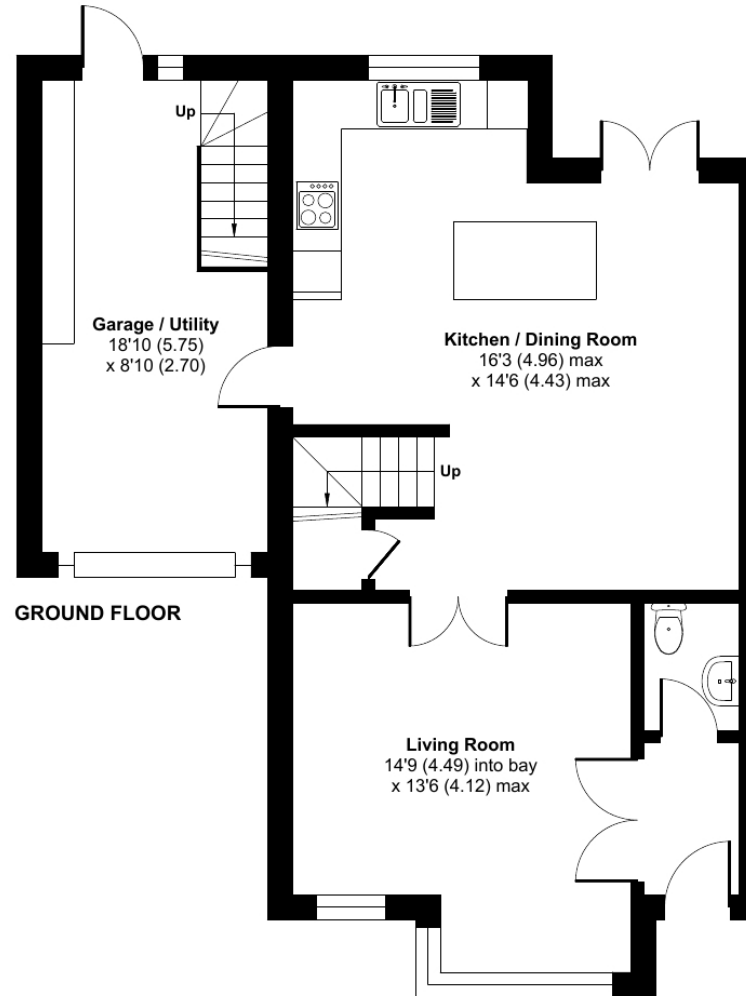 Up
Garage / Utility
18'10 (5.75)
x 8'10 (2.70)
Kitchen / Dining Room
16'3 (4.96) max
x 14'6 (4.43) max
Up
GROUND FLOOR
Living Room
14'9 (4.49) into bay
x 13'6 (4.12) max